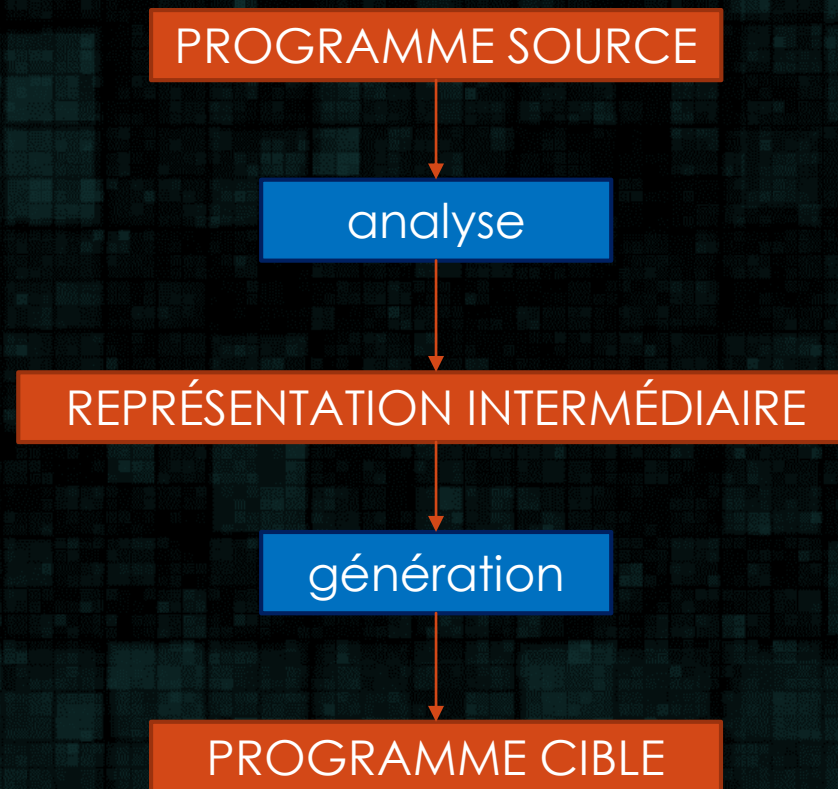 PROGRAMME SOURCE
analyse
REPRÉSENTATION INTERMÉDIAIRE
génération
PROGRAMME CIBLE